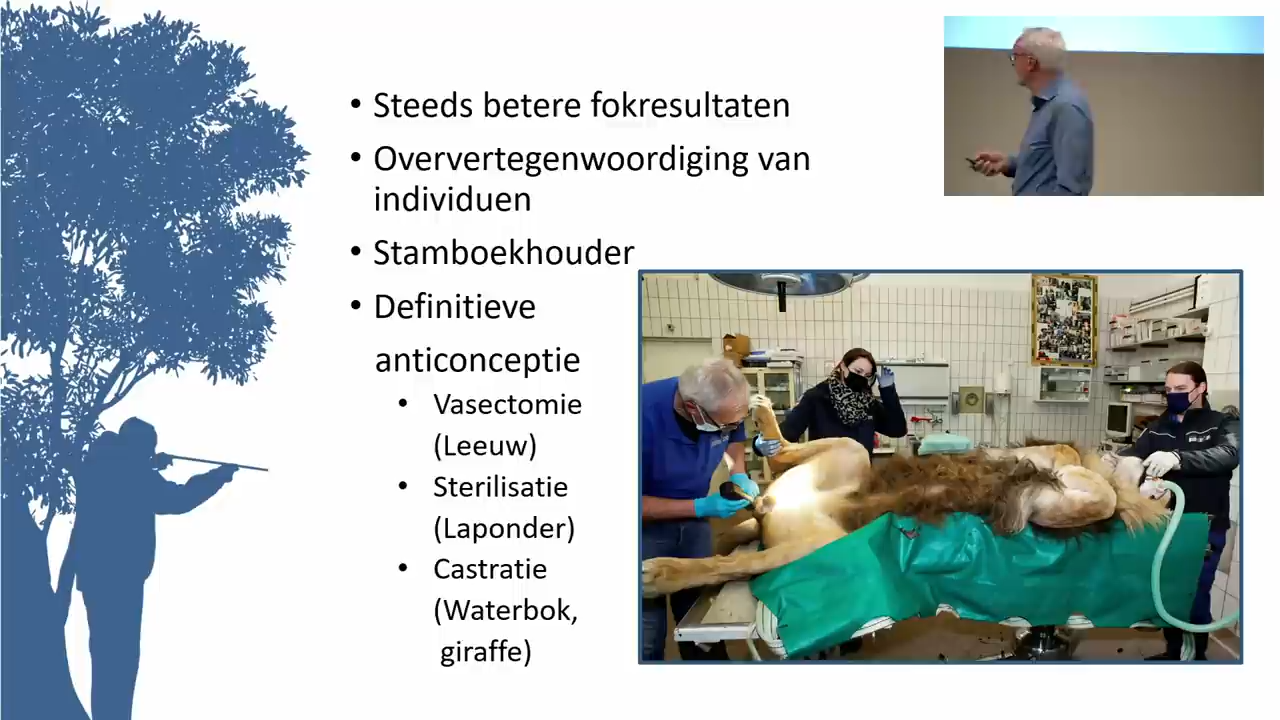 • Steeds betere fokresultaten
• Oververtegenwoordiging van
individuen
• Stamboekhouder
• Definitieve
anticonceptie
• Vasectomie
(Leeuw)
• Sterilisatie
(Laponder)
• Castratie
(Waterbok,
giraffe)